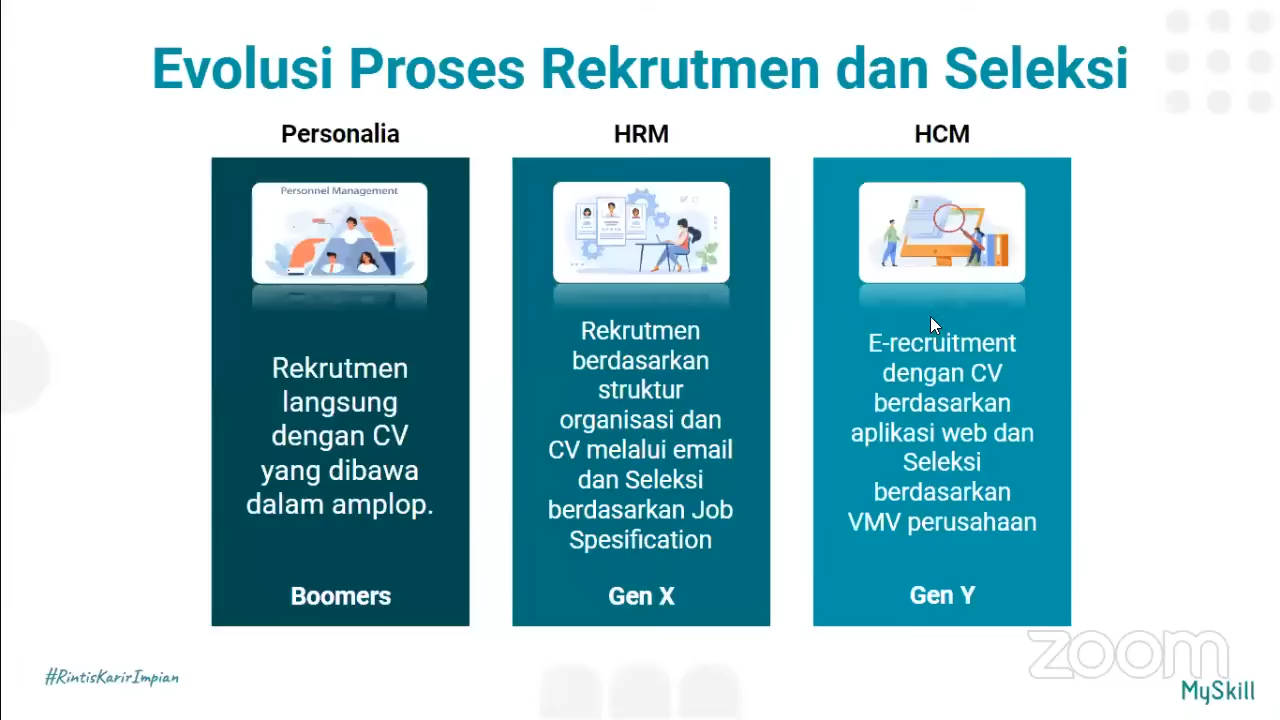 Evolusi Proses Rekrutmen dan Seleksi
Personalia
Personnel Management
Rekrutmen
langsung
dengan CV
yang dibawa
dalam amplop.
Boomers
HRM
Rekrutmen
berdasarkan
struktur
organisasi dan
CV melalui email
dan Seleksi
berdasarkan Job
Spesification
Gen X
HCM
E-recruitment
dengan CV
berdasarkan
aplikasi web dan
Seleksi
berdasarkan
VMV perusahaan
Gen Y
#RintisKarirImpian
zoom
MySkill